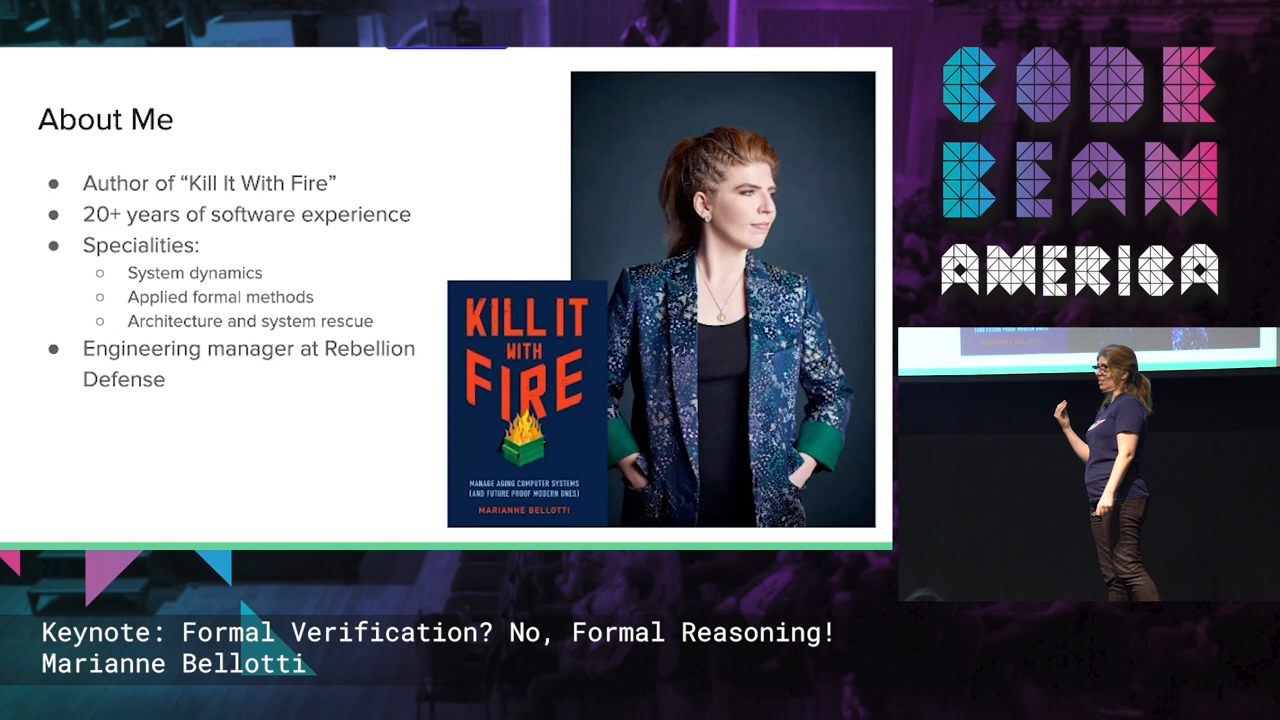 About Me
● Author of “Kill It With Fire”
● 20+ years of software experience
● Specialities:
○ System dynamics
○ Applied formal methods
○ Architecture and system rescue
● Engineering manager at Rebellion
Defense
KILL IT
WITH
FIRE
MANAGE AGING COMPUTER SYSTEMS
(AND FUTURE PROOF MODERN ONES)
MARIANNE BELLOTTI
CODE
BEAM
AMERICA
Keynote: Formal Verification? No, Formal Reasoning!
Marianne Bellotti